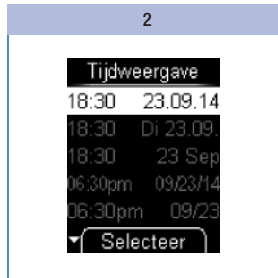 2
Tijdweergave
18:30 23.09.14
18:30 Di 23.09.
18:30 23 Sep
06:30pm 09/23/14
06:30pm 09/23
Selecteer